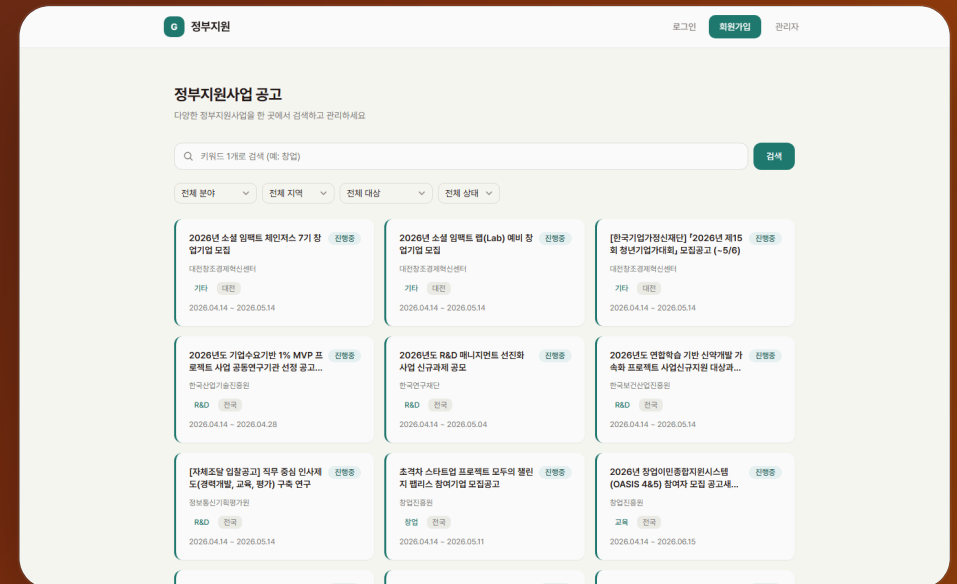 G 정부지원
로그인
회원가입
관리자
정부지원사업 공고
다양한 정부지원사업을 한 곳에서 검색하고 관리하세요
키워드 1개로 검색 (예: 창업)
검색
전체 분야
전체 지역
전체 대상
전체 상태
2026년 소셜 임팩트 체인저스 7기 창
업기업 모집
진행중
대전창조경제혁신센터
기타 대전
2026.04.14 ~ 2026.05.14
2026년 소셜 임팩트 랩(Lab) 예비 창
업기업 모집
진행중
대전창조경제혁신센터
기타 대전
2026.04.14 ~ 2026.05.14
[한국기업가정신재단] 「2026년 제15
회 청년기업가대회」 모집공고 (~5/6)
진행중
대전창조경제혁신센터
기타 대전
2026.04.14 ~ 2026.05.14
2026년도 기업수요기반 1% MVP 프
로젝트 사업 공동연구기관 선정 공고...
진행중
한국산업기술진흥원
R&D 전국
2026.04.14 ~ 2026.04.28
2026년도 R&D 매니지먼트 선진화
사업 신규과제 공모
진행중
한국연구재단
R&D 전국
2026.04.14 ~ 2026.05.04
2026년도 연합학습 기반 신약개발 가
속화 프로젝트 사업신규지원 대상과...
진행중
한국보건산업진흥원
R&D 전국
2026.04.14 ~ 2026.05.14
[자체조달 입찰공고] 직무 중심 인사제
도(경력개발, 교육, 평가) 구축 연구
진행중
정보통신기획평가원
R&D 전국
2026.04.14 ~ 2026.05.14
초격차 스타트업 프로젝트 모두의 챌린
지 팹리스 참여기업 모집공고
진행중
창업진흥원
창업 전국
2026.04.14 ~ 2026.05.11
2026년 창업이민종합지원시스템
(OASIS 4&5) 참여자 모집 공고새...
진행중
창업진흥원
교육 전국
2026.04.14 ~ 2026.06.15